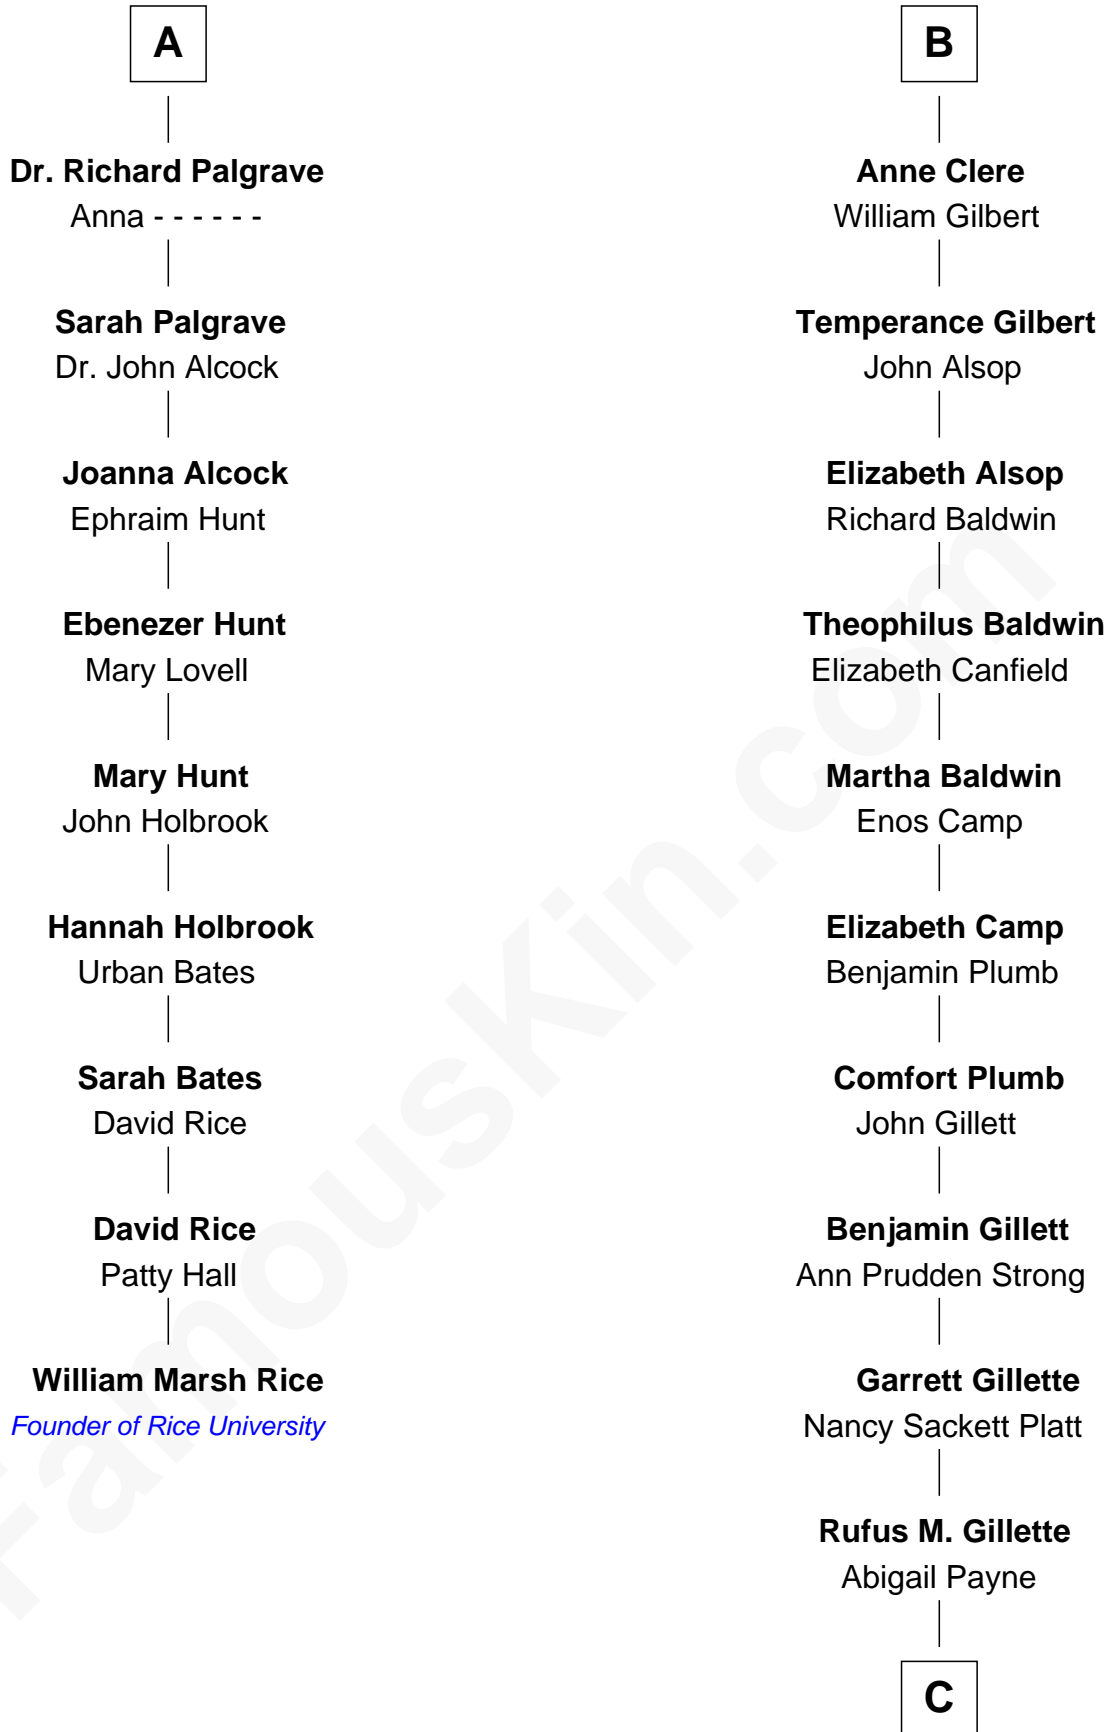 A
Dr. Richard Palgrave
Anna - - - - - -
Sarah Palgrave
Dr. John Alcock
Joanna Alcock
Ephraim Hunt
Ebenezer Hunt
Mary Lovell
Mary Hunt
John Holbrook
Hannah Holbrook
Urban Bates
Sarah Bates
David Rice
David Rice
Patty Hall
William Marsh Rice
Founder of Rice University
B
Anne Clere
William Gilbert
Temperance Gilbert
John Alsop
Elizabeth Alsop
Richard Baldwin
Theophilus Baldwin
Elizabeth Canfield
Martha Baldwin
Enos Camp
Elizabeth Camp
Benjamin Plumb
Comfort Plumb
John Gillett
Benjamin Gillett
Ann Prudden Strong
Garrett Gillette
Nancy Sackett Platt
Rufus M. Gillette
Abigail Payne
C
FamousKin.com